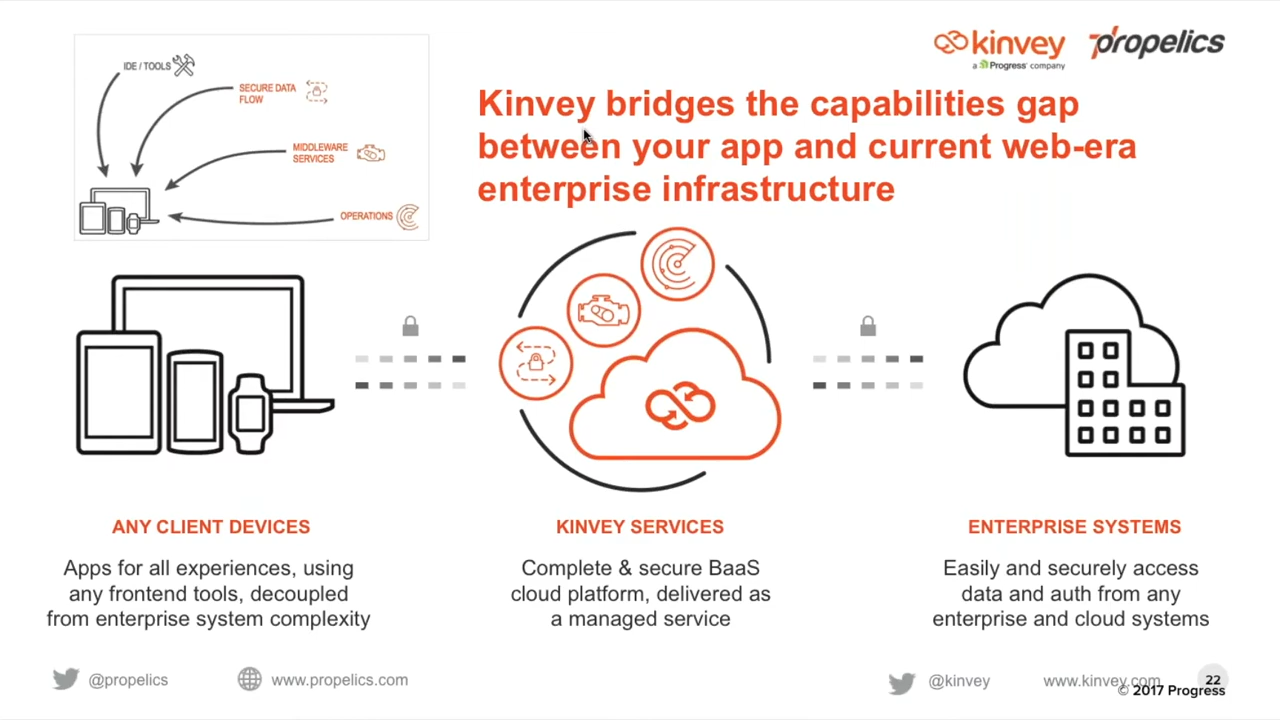 IDE / TOOLS
SECURE DATA
FLOW
MIDDLEWARE
SERVICES
OPERATIONS
kinvey
a Progress company
propelics
Kinvey bridges the capabilities gap
between your app and current web-era
enterprise infrastructure
ANY CLIENT DEVICES
Apps for all experiences, using
any frontend tools, decoupled
from enterprise system complexity
KINVEY SERVICES
Complete & secure BaaS
cloud platform, delivered as
a managed service
ENTERPRISE SYSTEMS
Easily and securely access
data and auth from any
enterprise and cloud systems
@propelics
www.propelics.com
@kinvey
www.kinvey.com
22
© 2017 Progress